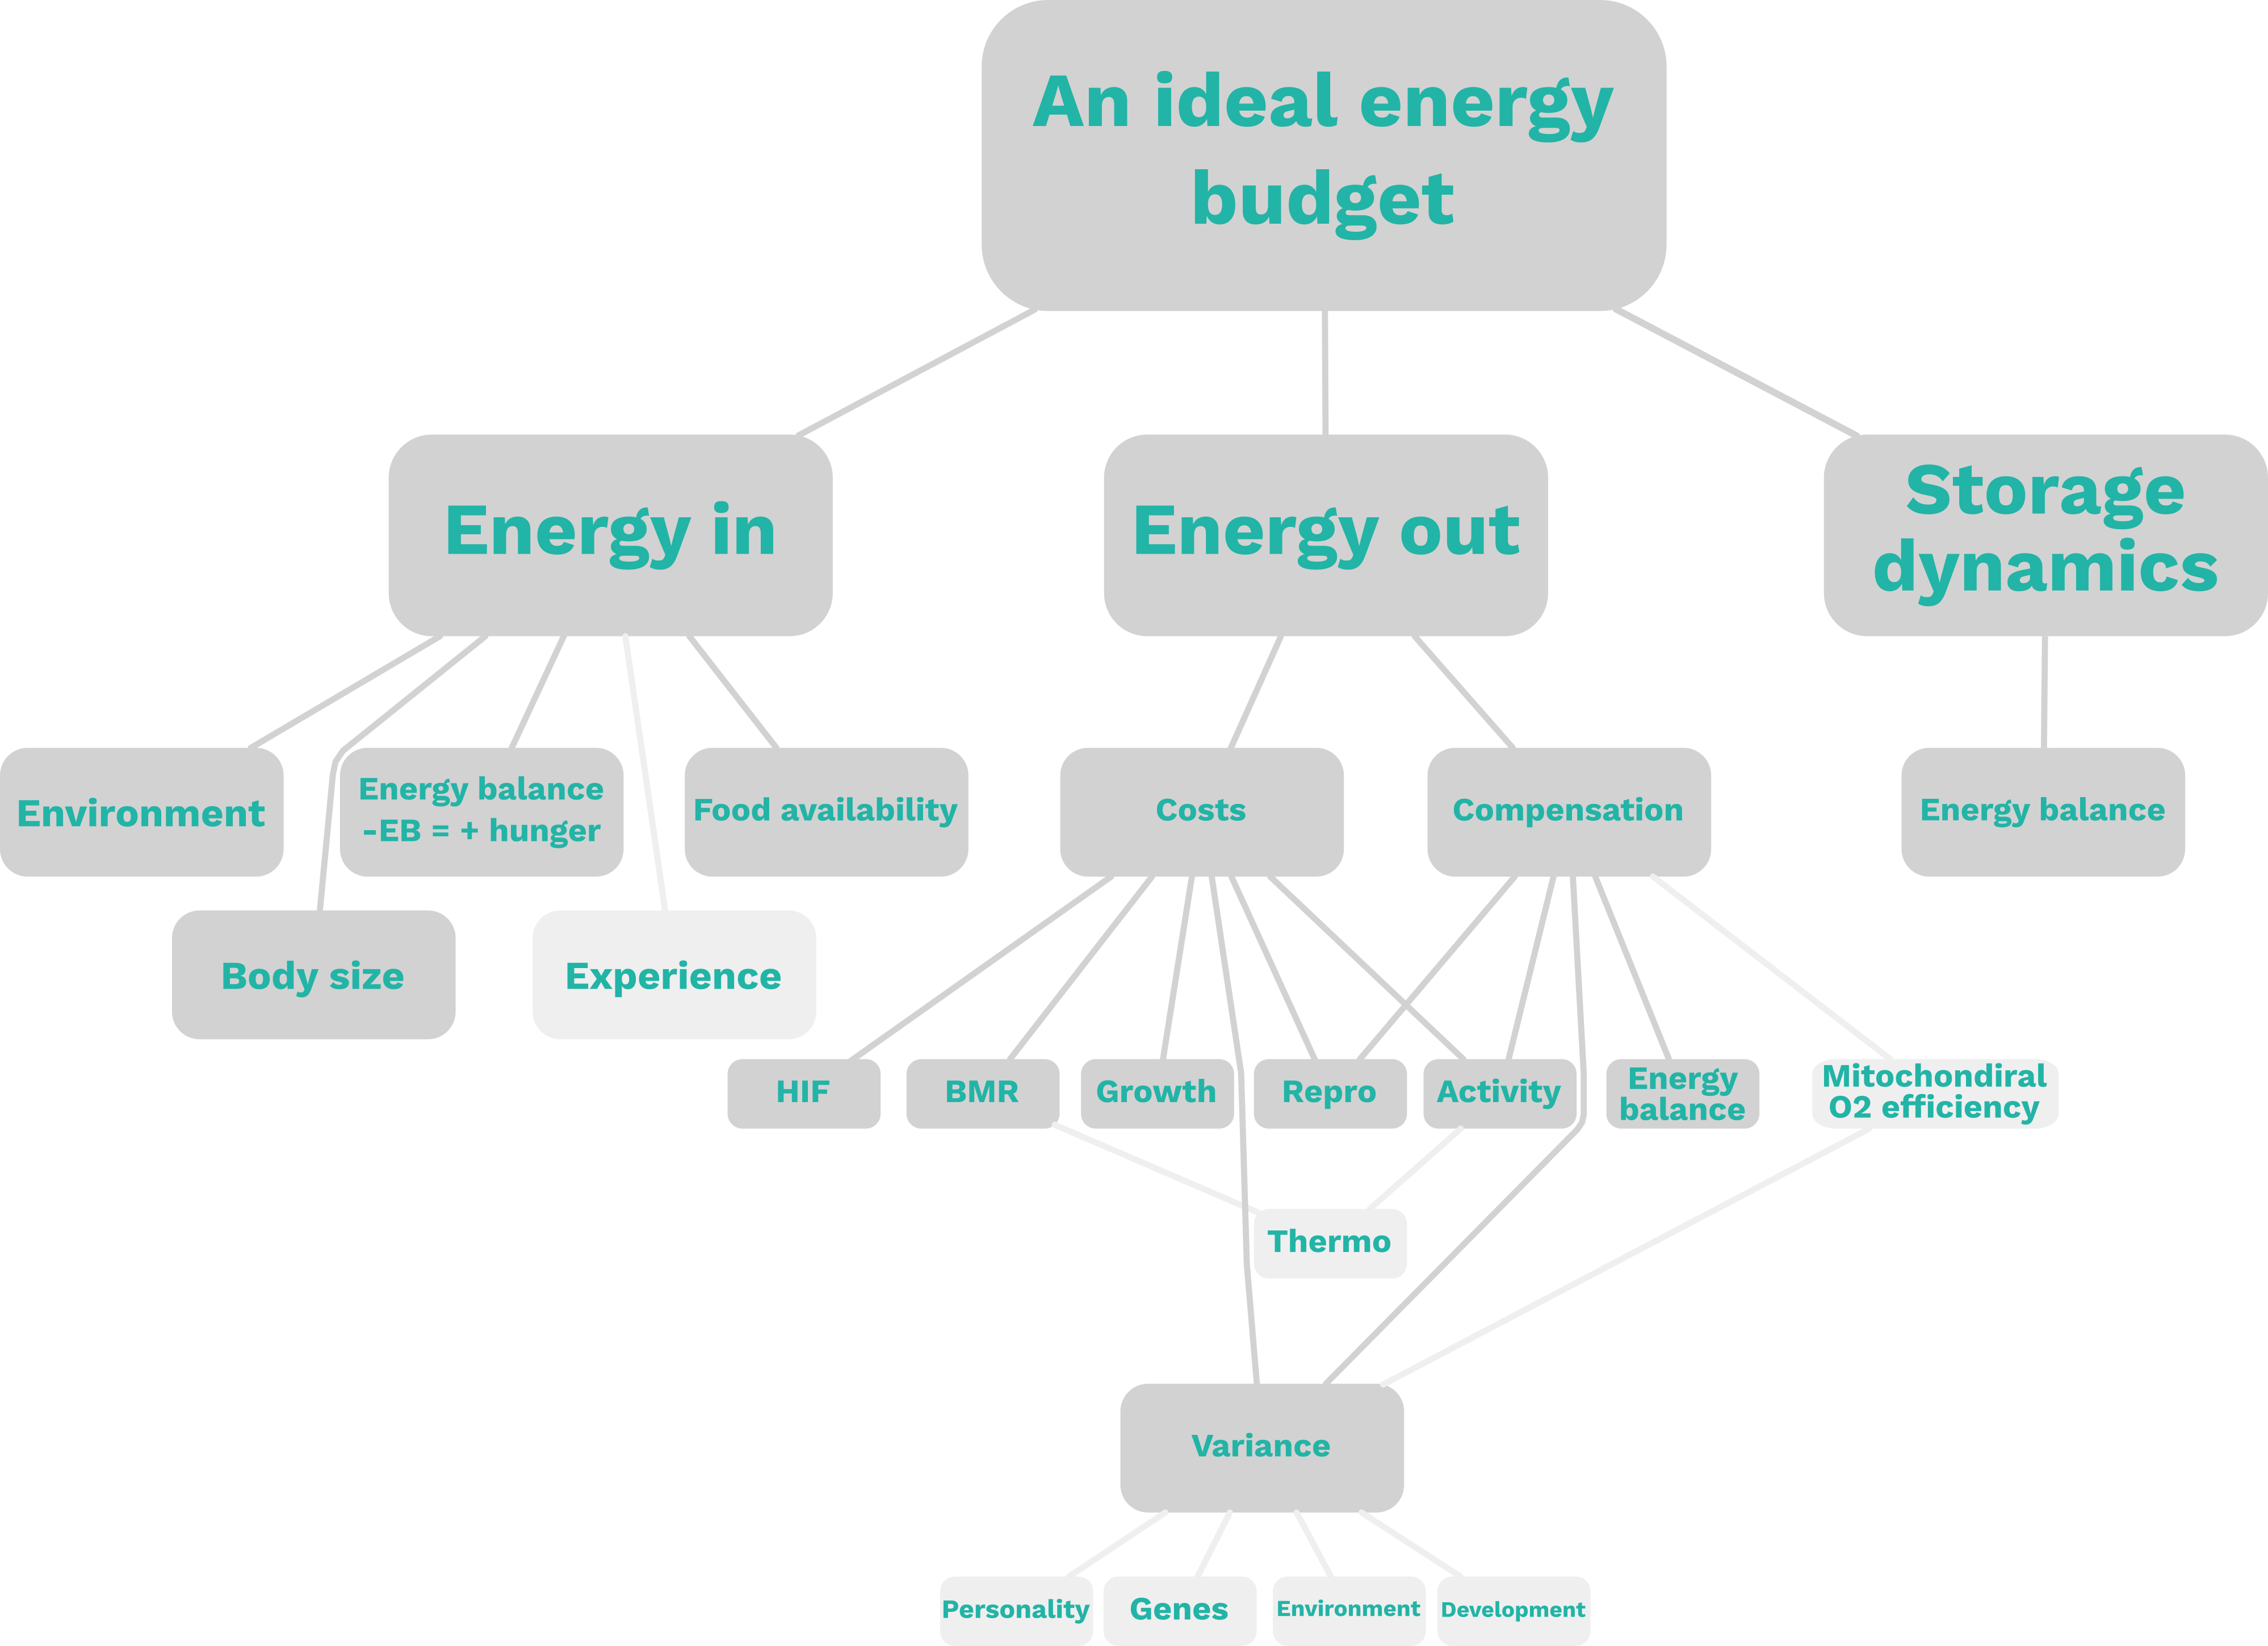 An ideal energy
budget
Energy in
Energy out
Storage
dynamics
Environment
Energy balance
-EB = + hunger
Food availability
Costs
Compensation
Energy balance
Body size
Experience
HIF
BMR
Growth
Repro
Activity
Energy
balance
Mitochondiral
O2 efficiency
Thermo
Variance
Personality
Genes
Environment
Development